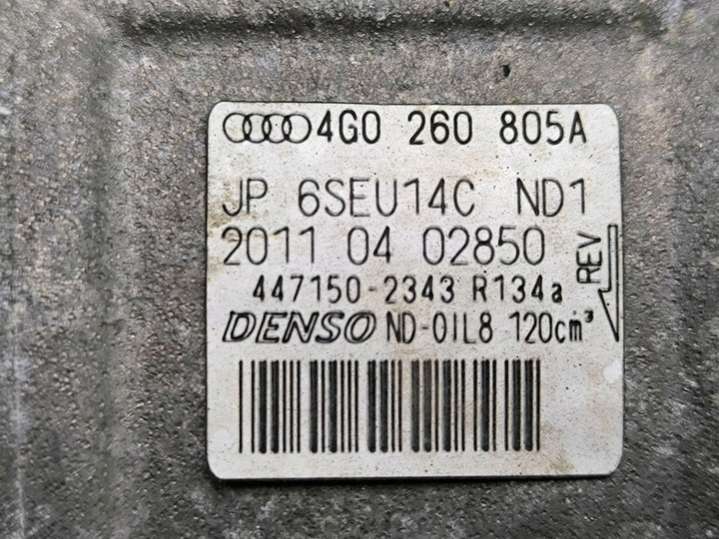 4G0 260 805A
JP 6SEU14C ND1
2011 04 02850
REV
447150-2343 R134a
DENSO ND-OIL8 120cm³